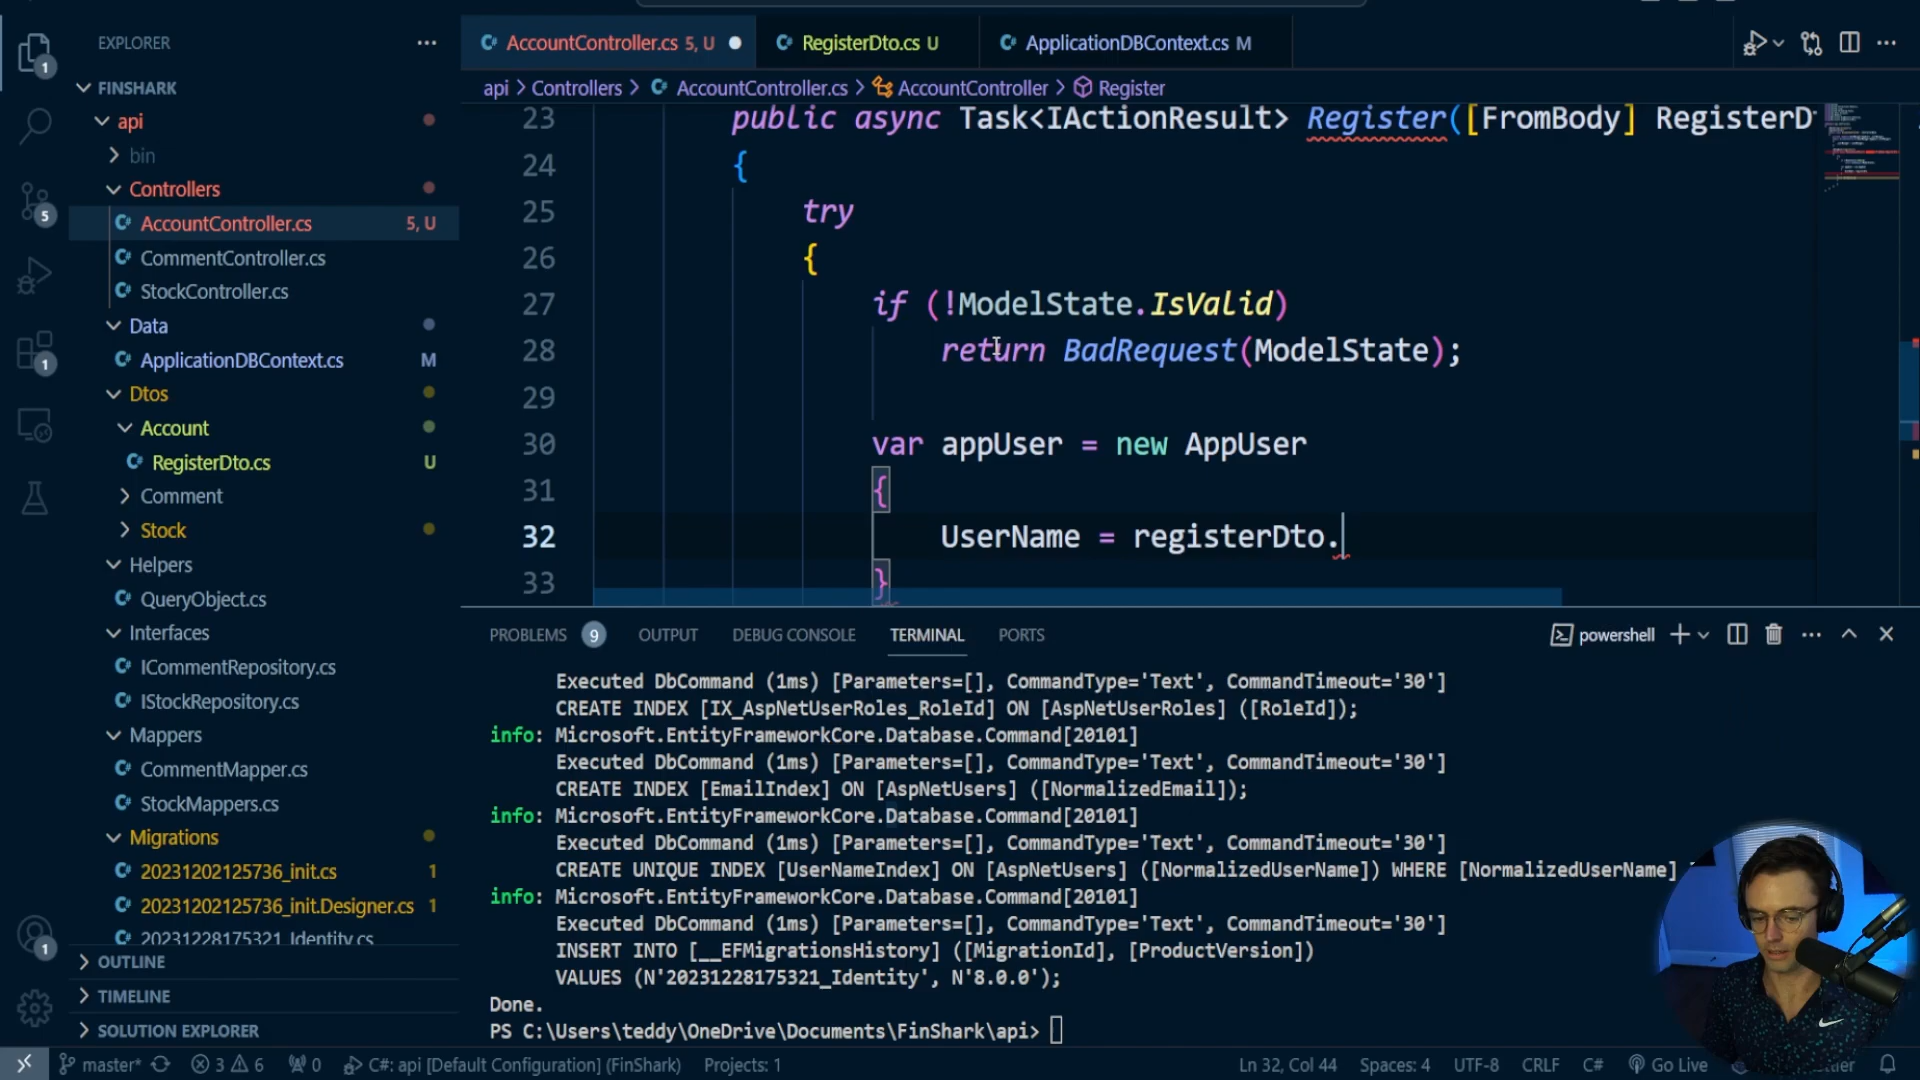 EXPLORER
FINSHARK
api
bin
Controllers
AccountController.cs 5, U
CommentController.cs
StockController.cs
Data
ApplicationDBContext.cs M
Dtos
Account
RegisterDto.cs U
Comment
Stock
Helpers
QueryObject.cs
Interfaces
ICommentRepository.cs
IStockRepository.cs
Mappers
CommentMapper.cs
StockMappers.cs
Migrations
20231202125736_init.cs 1
20231202125736_init.Designer.cs 1
20231228175321_Identity.cs
OUTLINE
TIMELINE
SOLUTION EXPLORER
1
5
1
1
AccountController.cs 5, U
RegisterDto.cs U
ApplicationDBContext.cs M
api > Controllers > AccountController.cs > AccountController > Register
23 public async Task<IActionResult> Register([FromBody] RegisterD
24 {
25 try
26 {
27 if (!ModelState.IsValid)
28 return BadRequest(ModelState);
29
30 var appUser = new AppUser
31 {
32 UserName = registerDto.
33 }
PROBLEMS 9 OUTPUT DEBUG CONSOLE TERMINAL PORTS powershell
Executed DbCommand (1ms) [Parameters=[], CommandType='Text', CommandTimeout='30']
CREATE INDEX [IX_AspNetUserRoles_RoleId] ON [AspNetUserRoles] ([RoleId]);
info: Microsoft.EntityFrameworkCore.Database.Command[20101]
Executed DbCommand (1ms) [Parameters=[], CommandType='Text', CommandTimeout='30']
CREATE INDEX [EmailIndex] ON [AspNetUsers] ([NormalizedEmail]);
info: Microsoft.EntityFrameworkCore.Database.Command[20101]
Executed DbCommand (1ms) [Parameters=[], CommandType='Text', CommandTimeout='30']
CREATE UNIQUE INDEX [UserNameIndex] ON [AspNetUsers] ([NormalizedUserName]) WHERE [NormalizedUserName]
info: Microsoft.EntityFrameworkCore.Database.Command[20101]
Executed DbCommand (1ms) [Parameters=[], CommandType='Text', CommandTimeout='30']
INSERT INTO [__EFMigrationsHistory] ([MigrationId], [ProductVersion])
VALUES (N'20231228175321_Identity', N'8.0.0');
Done.
PS C:\Users\teddy\OneDrive\Documents\FinShark\api>
master* 3 6 0 C#: api [Default Configuration] (FinShark) Projects: 1 Ln 32, Col 44 Spaces: 4 UTF-8 CRLF C# Go Live